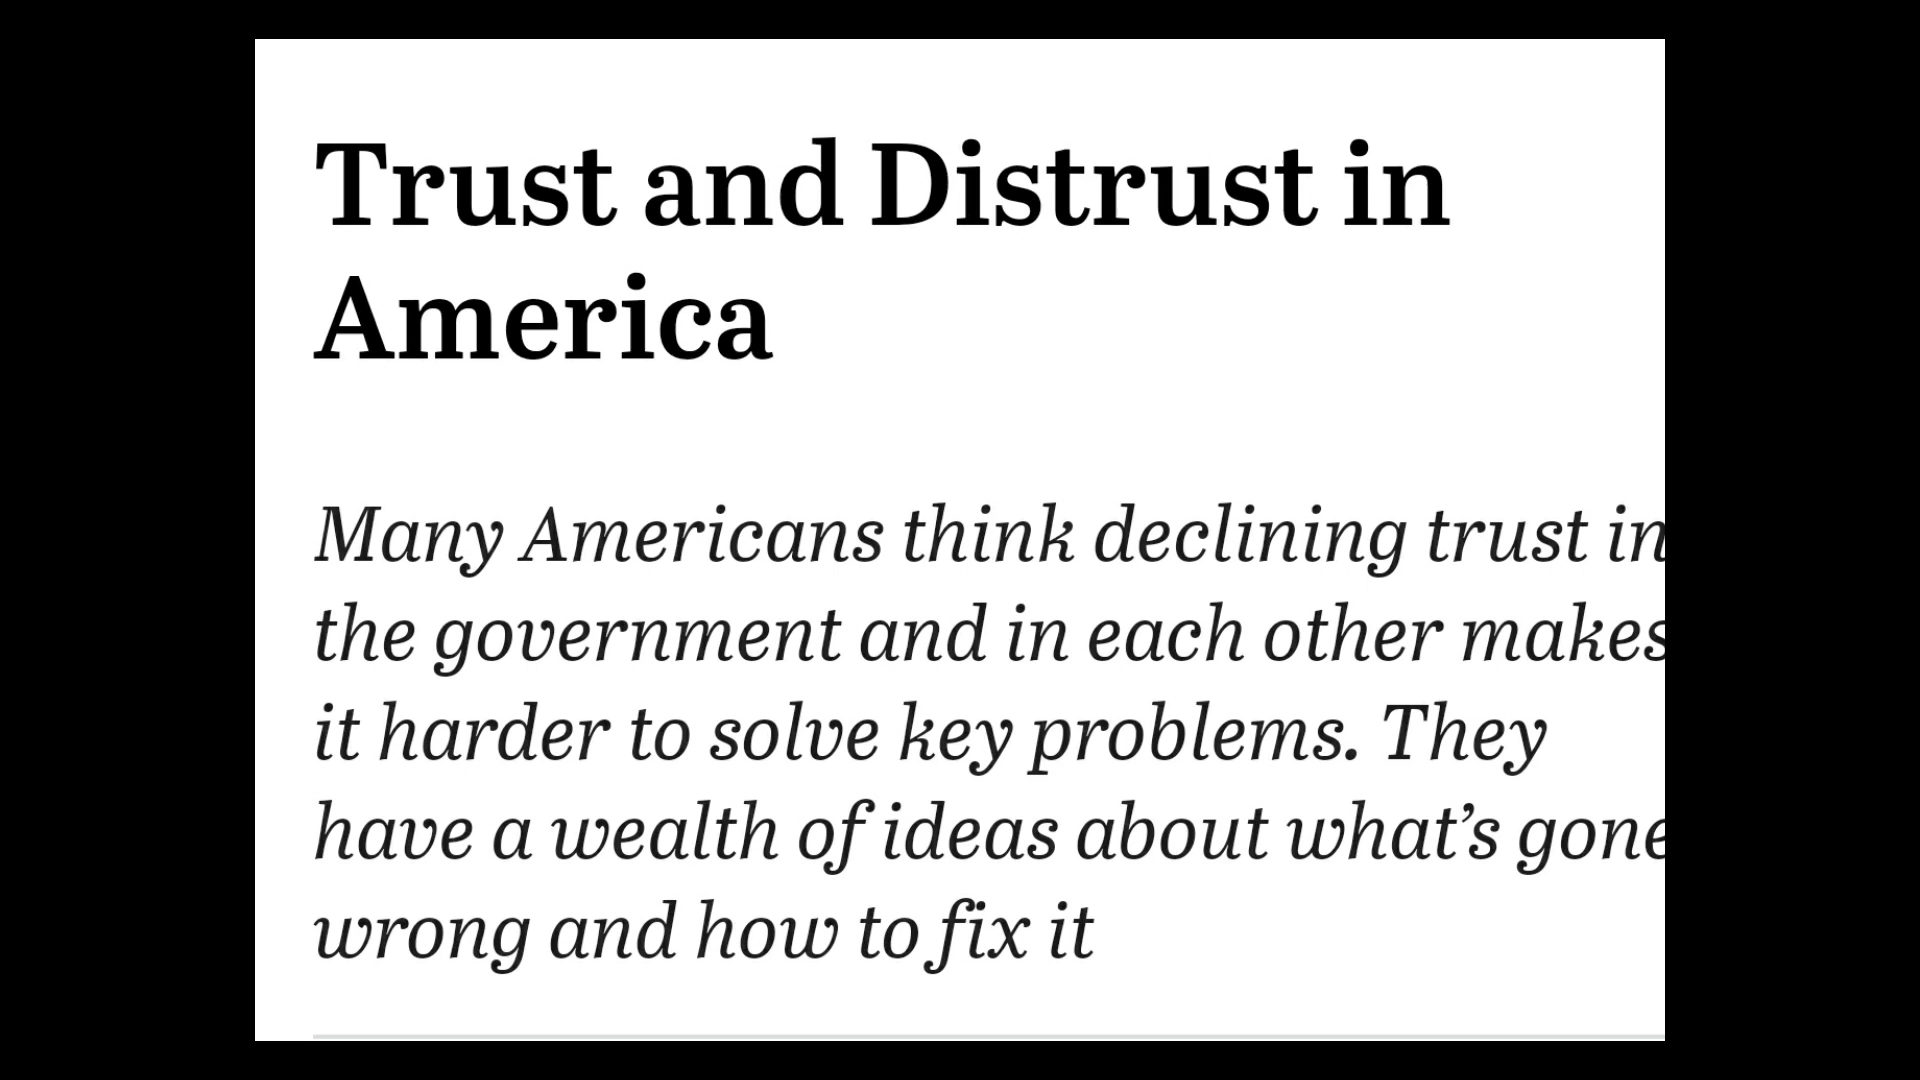 Trust and Distrust in
America
Many Americans think declining trust in
the government and in each other makes
it harder to solve key problems. They
have a wealth of ideas about what’s gone
wrong and how to fix it